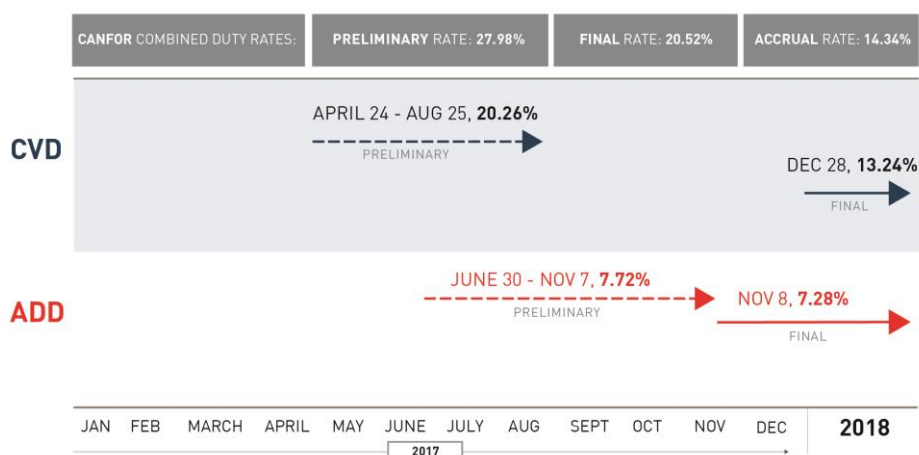 CANFOR COMBINED DUTY RATES: PRELIMINARY RATE: 27.98% FINAL RATE: 20.52% ACCRUAL RATE: 14.34%
APRIL 24 - AUG 25, 20.26%
CVD
PRELIMINARY
DEC 28, 13.24%
FINAL
JUNE 30 - NOV 7, 7.72%
ADD
PRELIMINARY
NOV 8, 7.28%
FINAL
JAN FEB MARCH APRIL MAY JUNE JULY AUG SEPT OCT NOV DEC 2018
2017